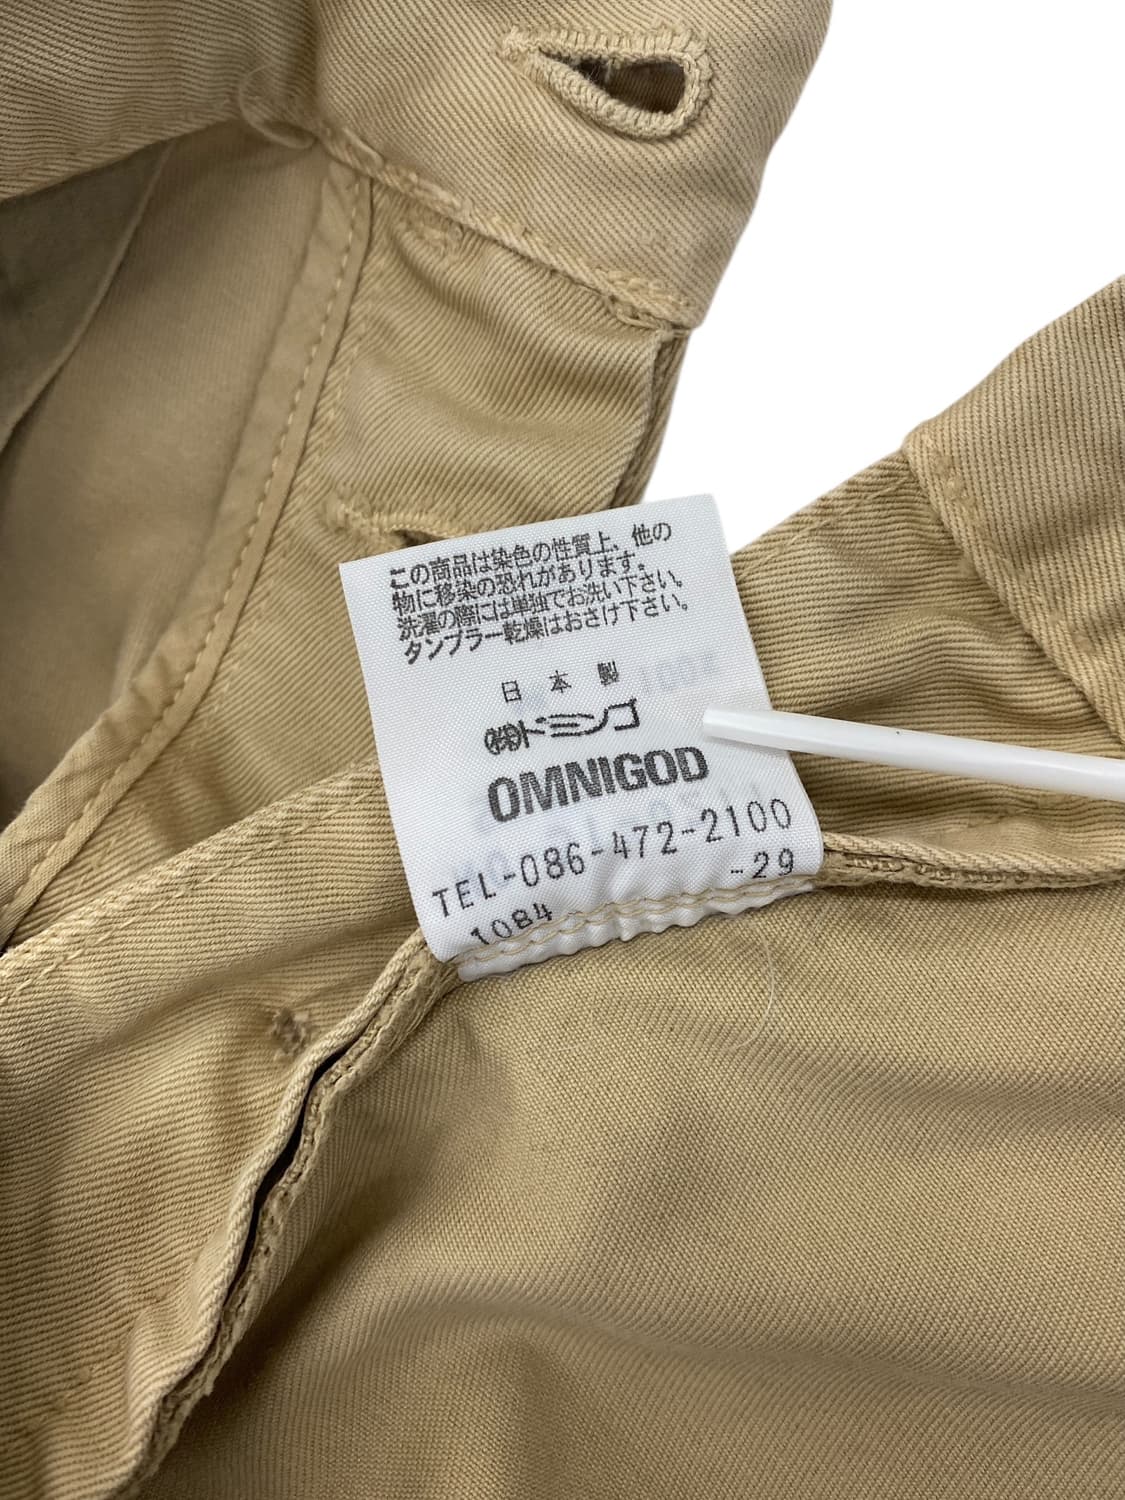 この商品は染色の性質上、他の
物に移染の恐れがあります。
洗濯の際には単独でお洗い下さい。
タンブラー乾燥はおさけ下さい。
日本製
㈱ドミンゴ
OMNIGOD
TEL-086-472-2100
-29
1084